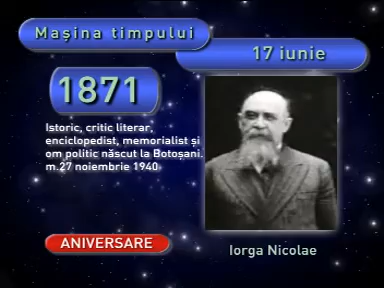 Mașina timpului
17 iunie
1871
Istoric, critic literar,
enciclopedist, memorialist și
om politic născut la Botoșani.
m.27 noiembrie 1940
ANIVERSARE
Iorga Nicolae